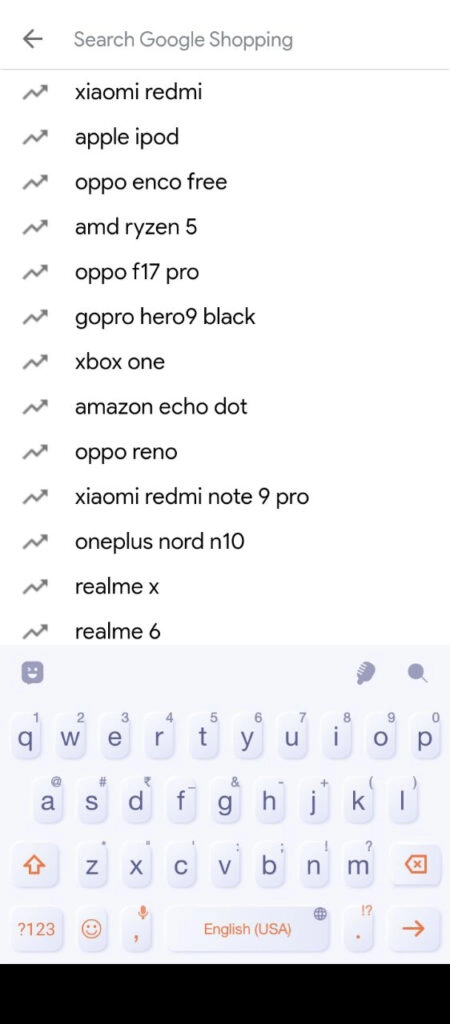 Search Google Shopping
xiaomi redmi
apple ipod
oppo enco free
amd ryzen 5
oppo f17 pro
gopro hero9 black
xbox one
amazon echo dot
oppo reno
xiaomi redmi note 9 pro
oneplus nord n10
realme x
realme 6
1 2 3 4 5 6 7 8 9 0
q w e r t y u i o p
@ # ₹ _ & - + ( )
a s d f g h j k l
* " ' : ; ! ?
z x c v b n m
!?
?123 , English (USA) .